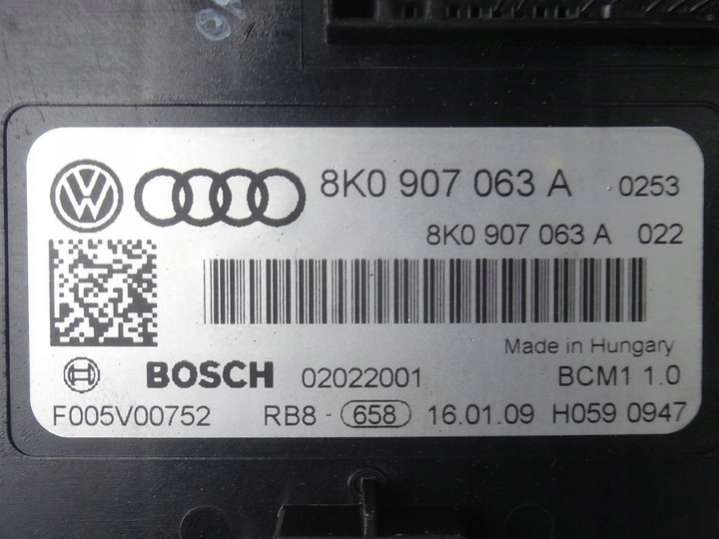 8K0 907 063 A 0253
8K0 907 063 A 022
Made in Hungary
BOSCH 02022001 BCM1 1.0
F005V00752 RB8 - 658 16.01.09 H059 0947